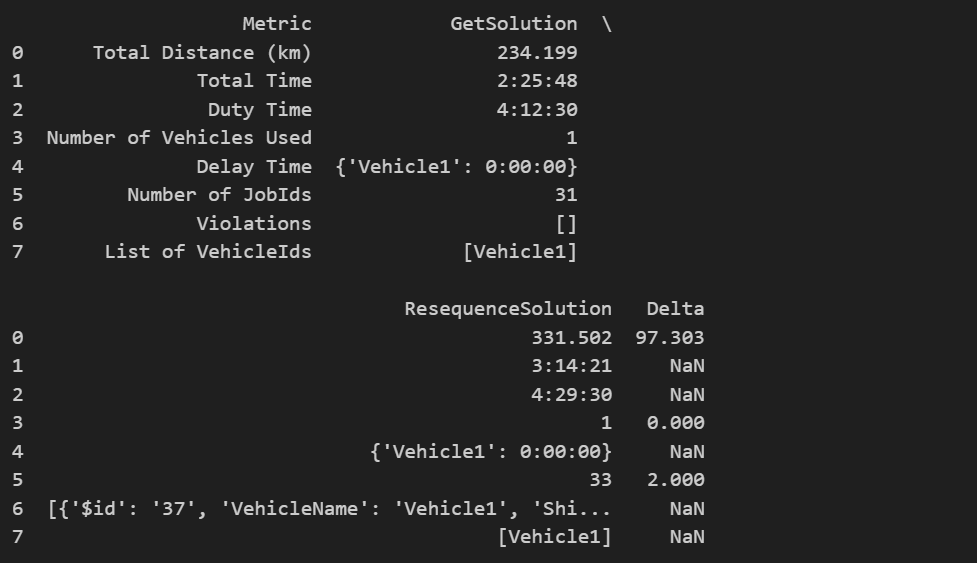 Metric GetSolution \
0 Total Distance (km) 234.199
1 Total Time 2:25:48
2 Duty Time 4:12:30
3 Number of Vehicles Used 1
4 Delay Time {'Vehicle1': 0:00:00}
5 Number of JobIds 31
6 Violations []
7 List of VehicleIds [Vehicle1]
ResequenceSolution Delta
0 331.502 97.303
1 3:14:21 NaN
2 4:29:30 NaN
3 1 0.000
4 {'Vehicle1': 0:00:00} NaN
5 33 2.000
6 [{'$id': '37', 'VehicleName': 'Vehicle1', 'Shi... NaN
7 [Vehicle1] NaN